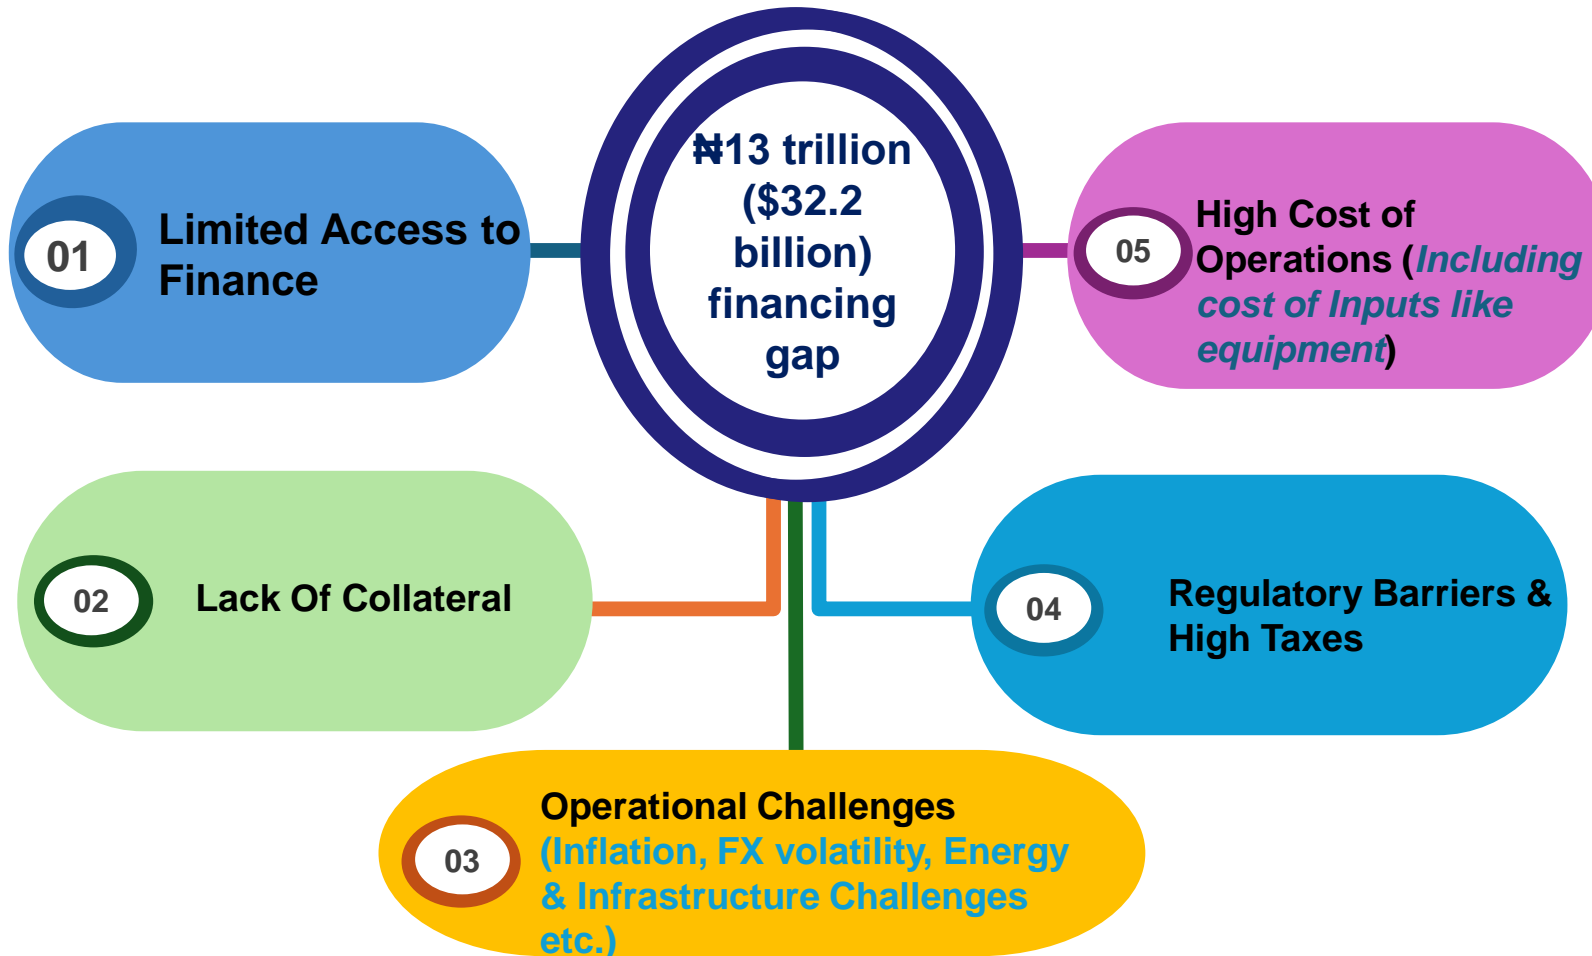 ₦13 trillion
($32.2
billion)
financing
gap
01
Limited Access to
Finance
02
Lack Of Collateral
03
Operational Challenges
(Inflation, FX volatility, Energy
& Infrastructure Challenges
etc.)
04
Regulatory Barriers &
High Taxes
05
High Cost of
Operations (Including
cost of Inputs like
equipment)